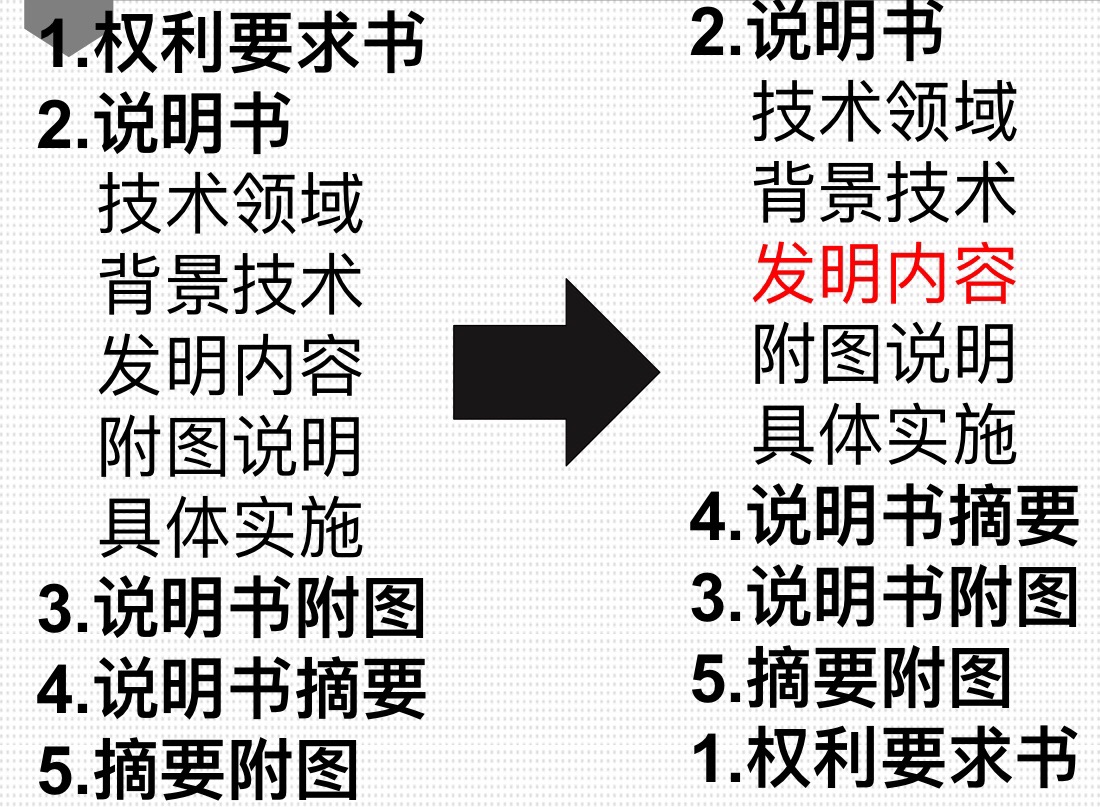 1.权利要求书
2.说明书
技术领域
背景技术
发明内容
附图说明
具体实施
3.说明书附图
4.说明书摘要
5.摘要附图
2.说明书
技术领域
背景技术
发明内容
附图说明
具体实施
4.说明书摘要
3.说明书附图
5.摘要附图
1.权利要求书